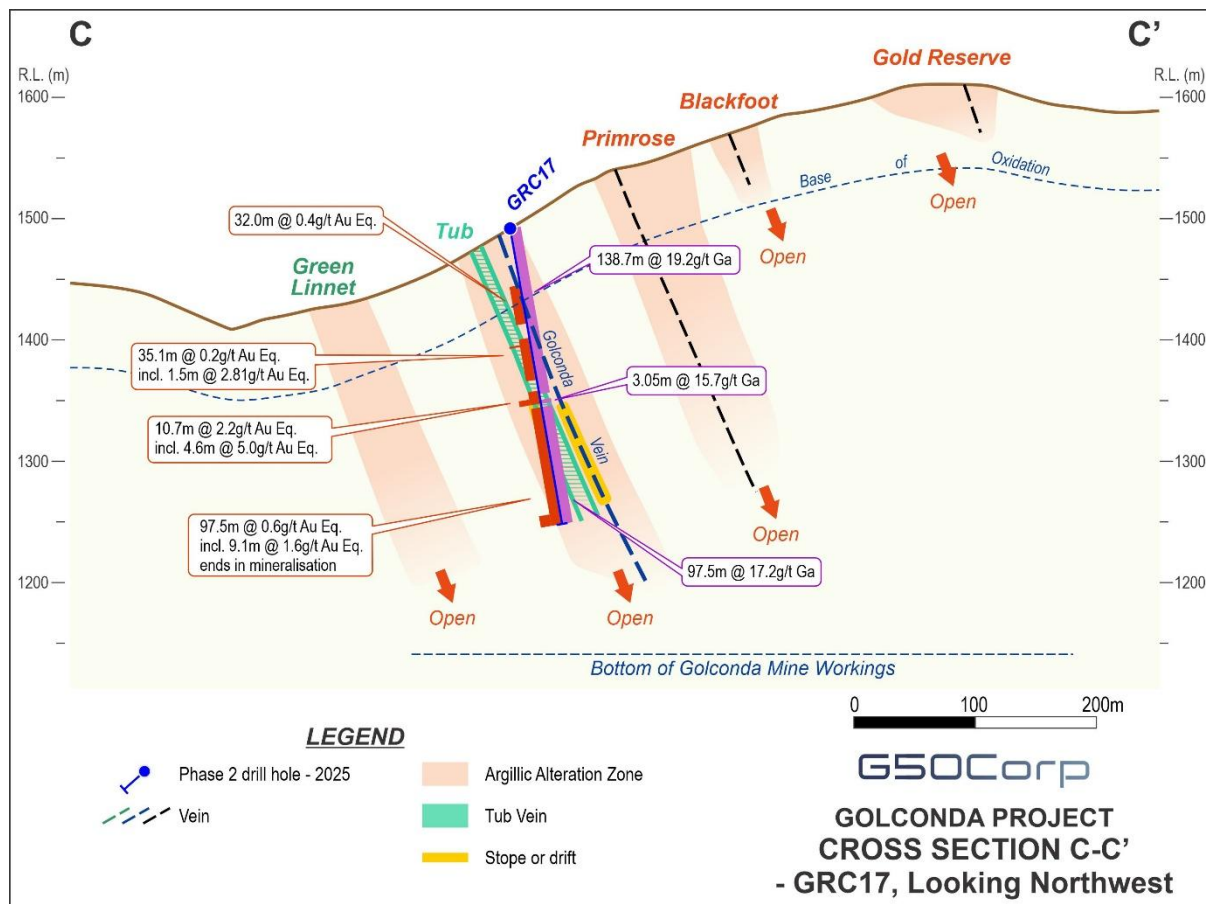 C
C’
R.L. (m)
R.L. (m)
Gold Reserve
1600
1600
Blackfoot
Primrose
GRC17
Base of Oxidation
Open
32.0m @ 0.4g/t Au Eq.
1500
1500
Tub
Open
138.7m @ 19.2g/t Ga
Green
Linnet
1400
1400
Golconda
Vein
35.1m @ 0.2g/t Au Eq.
incl. 1.5m @ 2.81g/t Au Eq.
3.05m @ 15.7g/t Ga
10.7m @ 2.2g/t Au Eq.
incl. 4.6m @ 5.0g/t Au Eq.
1300
1300
97.5m @ 0.6g/t Au Eq.
incl. 9.1m @ 1.6g/t Au Eq.
ends in mineralisation
Open
97.5m @ 17.2g/t Ga
1200
1200
Open
Open
Bottom of Golconda Mine Workings
0 100 200m
LEGEND
Phase 2 drill hole - 2025
Vein
Argillic Alteration Zone
Tub Vein
Stope or drift
G50Corp
GOLCONDA PROJECT
CROSS SECTION C-C’
- GRC17, Looking Northwest